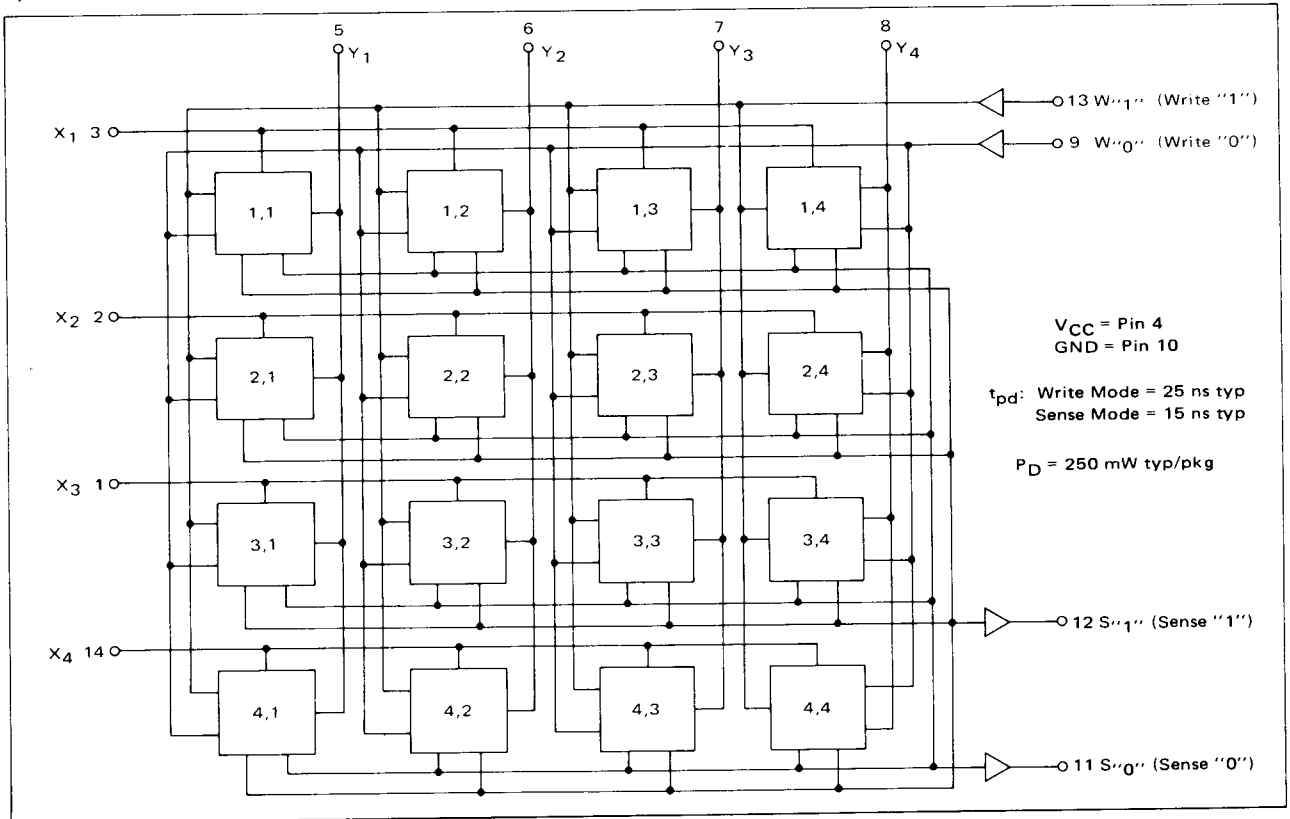 5
6
7
8
Y1
Y2
Y3
Y4
13 W"1" (Write "1")
X1 3
9 W"0" (Write "0")
1,1
1,2
1,3
1,4
X2 2
VCC = Pin 4
GND = Pin 10
2,1
2,2
2,3
2,4
tpd: Write Mode = 25 ns typ
Sense Mode = 15 ns typ
PD = 250 mW typ/pkg
X3 1
3,1
3,2
3,3
3,4
12 S"1" (Sense "1")
X4 14
4,1
4,2
4,3
4,4
11 S"0" (Sense "0")